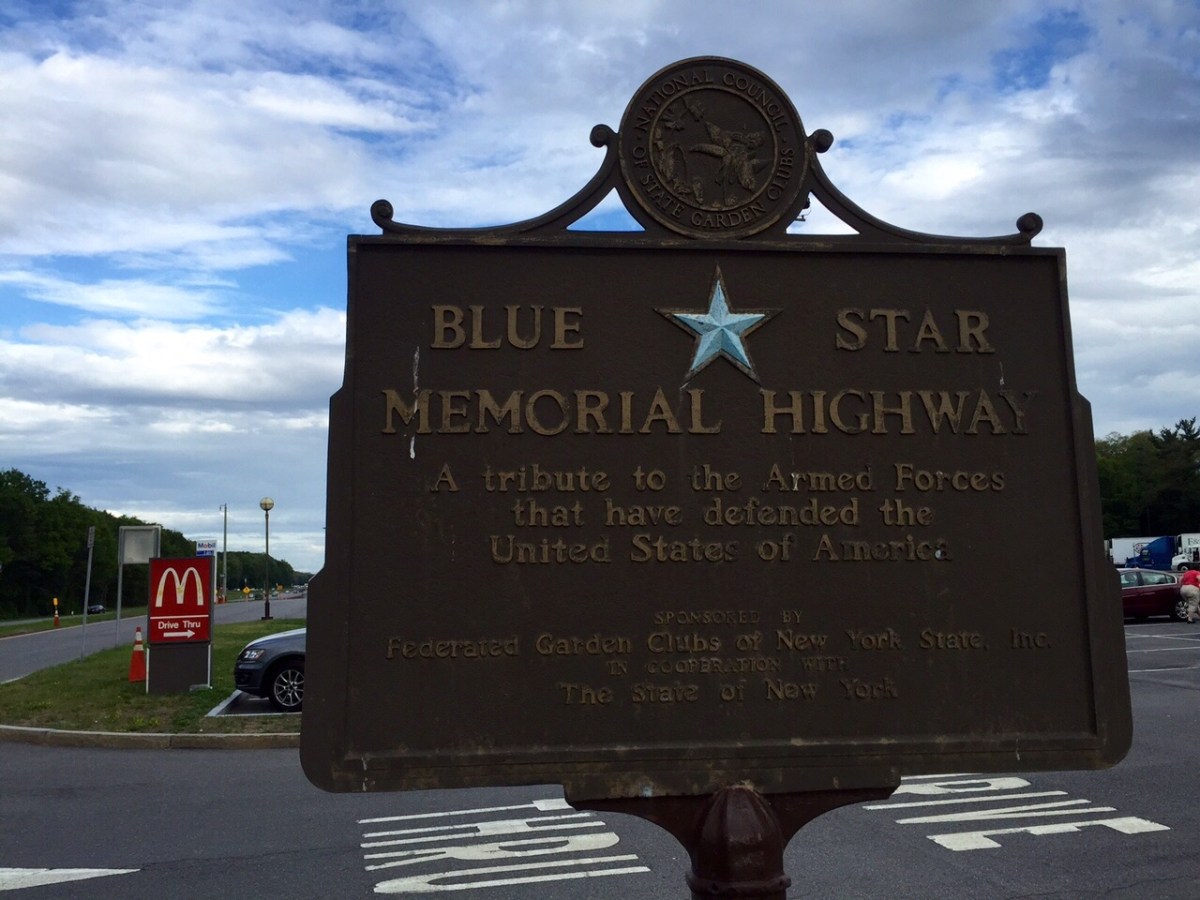 NATIONAL COUNCIL
OF STATE GARDEN CLUBS
BLUE STAR
MEMORIAL HIGHWAY
A tribute to the Armed Forces
that have defended the
United States of America
SPONSORED BY
Federated Garden Clubs of New York State, Inc.
IN COOPERATION WITH
The State of New York
Mobil
Drive Thru
THRU